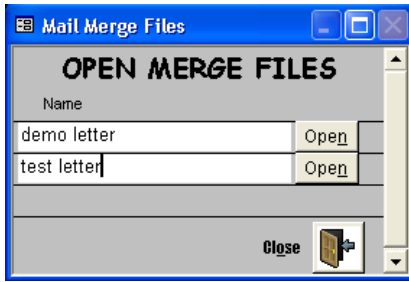 Mail Merge Files
OPEN MERGE FILES
Name
demo letter Open
test letter Open
Close